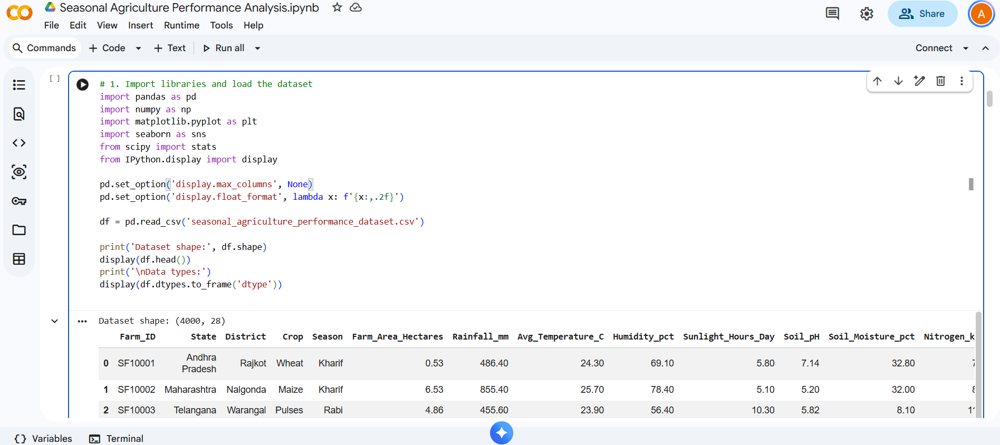 Seasonal Agriculture Performance Analysis.ipynb
File Edit View Insert Runtime Tools Help
Share
A
Commands + Code + Text Run all
Connect
[ ]
# 1. Import libraries and load the dataset
import pandas as pd
import numpy as np
import matplotlib.pyplot as plt
import seaborn as sns
from scipy import stats
from IPython.display import display
pd.set_option('display.max_columns', None)
pd.set_option('display.float_format', lambda x: f'{x:,.2f}')
df = pd.read_csv('seasonal_agriculture_performance_dataset.csv')
print('Dataset shape:', df.shape)
display(df.head())
print('\nData types:')
display(df.dtypes.to_frame('dtype'))
Dataset shape: (4000, 28)
Farm_ID State District Crop Season Farm_Area_Hectares Rainfall_mm Avg_Temperature_C Humidity_pct Sunlight_Hours_Day Soil_pH Soil_Moisture_pct Nitrogen_k
0 SF10001 Andhra Pradesh Rajkot Wheat Kharif 0.53 486.40 24.30 69.10 5.80 7.14 32.80
1 SF10002 Maharashtra Nalgonda Maize Kharif 6.53 855.40 25.70 78.40 5.10 5.20 32.00
2 SF10003 Telangana Warangal Pulses Rabi 4.86 455.60 23.90 56.40 10.30 5.82 8.10
{} Variables Terminal